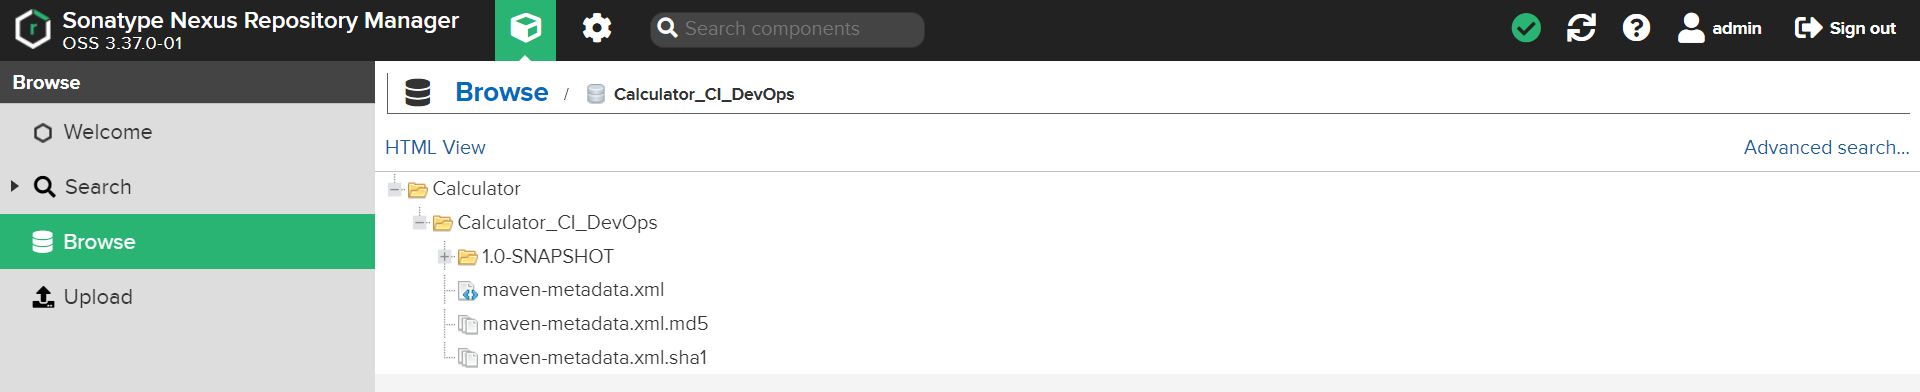 Sonatype Nexus Repository Manager
OSS 3.37.0-01
Search components
admin
Sign out
Browse
Welcome
Search
Browse
Upload
Browse / Calculator_CI_DevOps
HTML View
Advanced search...
Calculator
Calculator_CI_DevOps
1.0-SNAPSHOT
maven-metadata.xml
maven-metadata.xml.md5
maven-metadata.xml.sha1